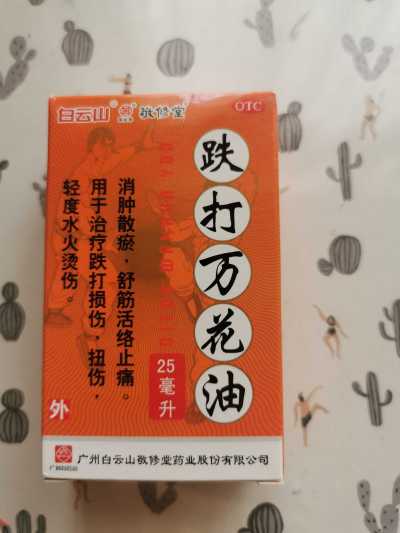 白云山 敬修堂
OTC
跌打万花油
消肿散瘀，舒筋活络止痛。
用于治疗跌打损伤，扭伤，
轻度水火烫伤。
25毫升
外
广州白云山敬修堂药业股份有限公司